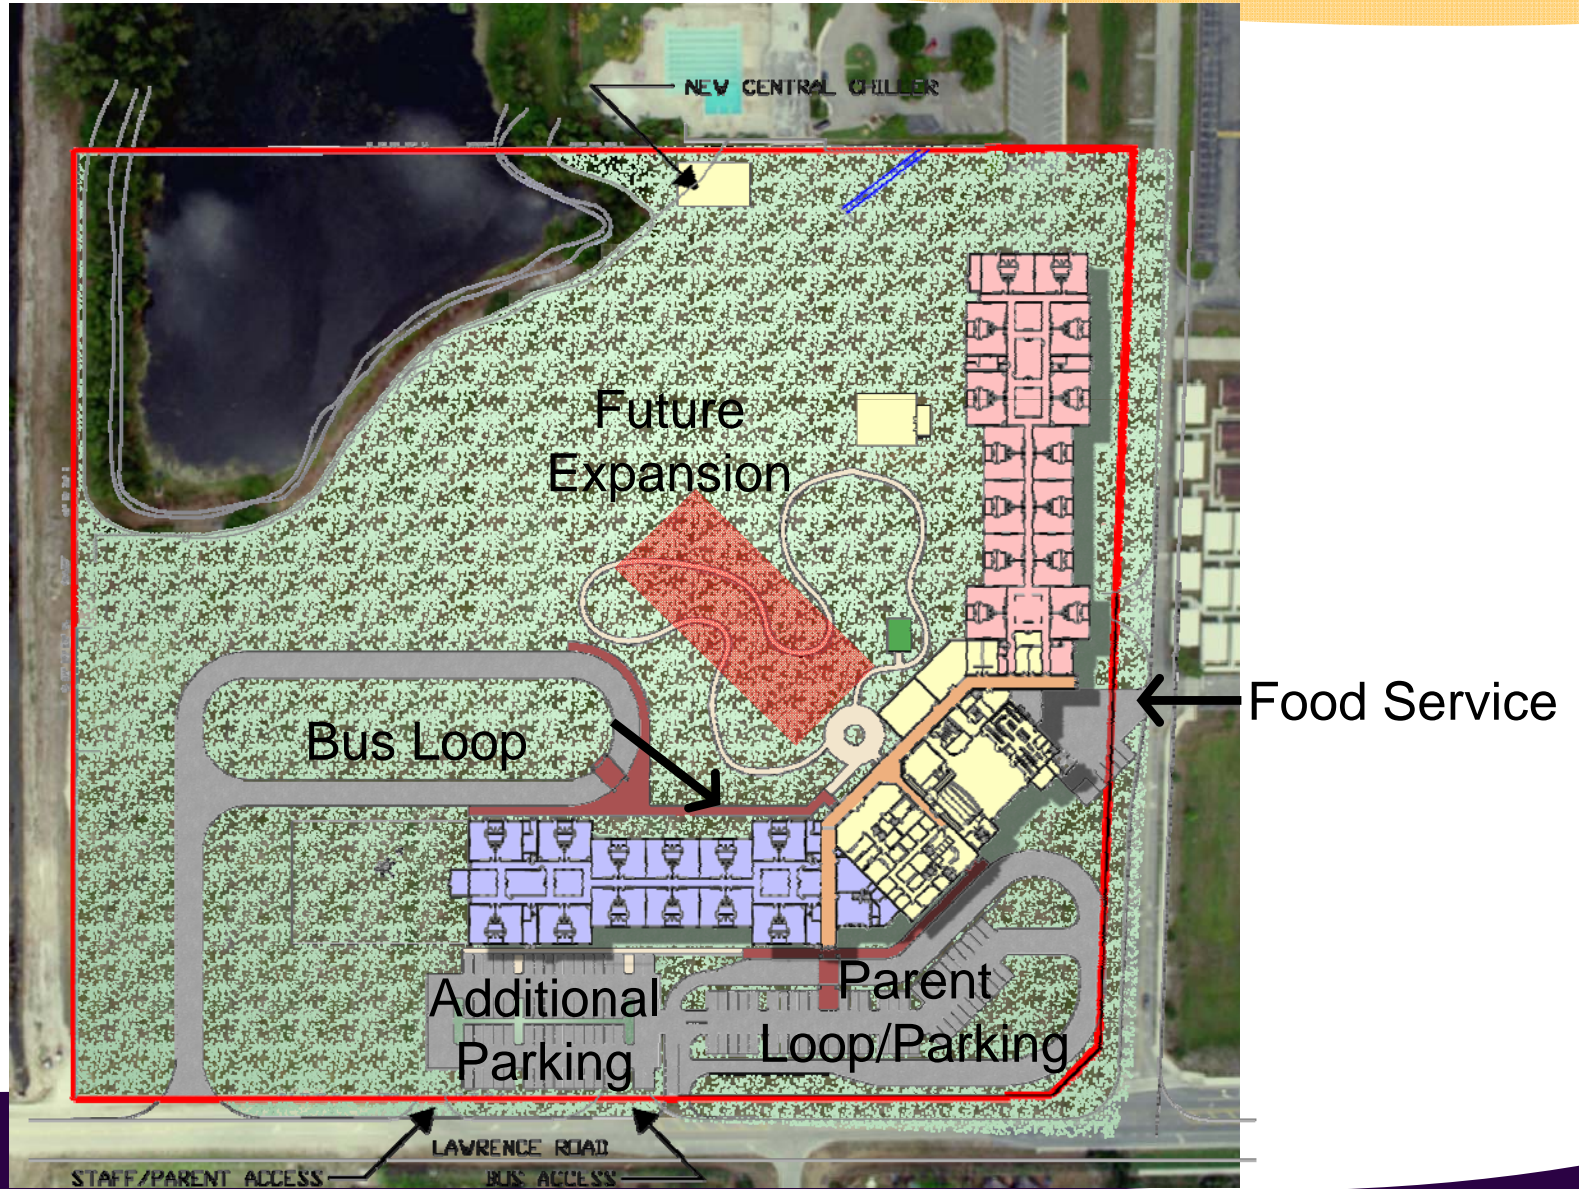 NEW CENTRAL CHILLER
Future
Expansion
Bus Loop
Food Service
Additional
Parking
Parent
Loop/Parking
LAWRENCE ROAD
STAFF/PARENT ACCESS
BUS ACCESS